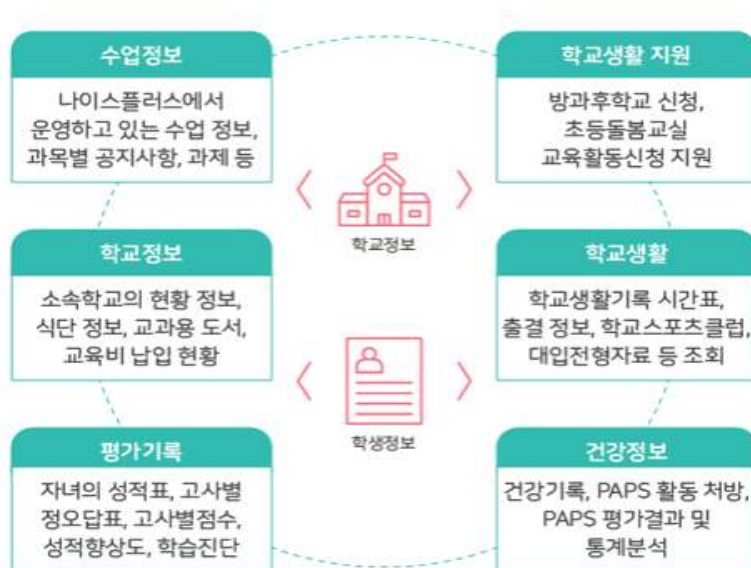 수업정보
나이스플러스에서
운영하고 있는 수업 정보,
과목별 공지사항, 과제 등
학교생활 지원
방과후학교 신청,
초등돌봄교실
교육활동신청 지원
학교정보
학교정보
소속학교의 현황 정보,
식단 정보, 교과용 도서,
교육비 납입 현황
학교생활
학교생활기록 시간표,
출결 정보, 학교스포츠클럽,
대입전형자료 등 조회
학생정보
평가기록
자녀의 성적표, 고사별
정오답표, 고사별점수,
성적향상도, 학습진단
건강정보
건강기록, PAPS 활동 처방,
PAPS 평가결과 및
통계분석